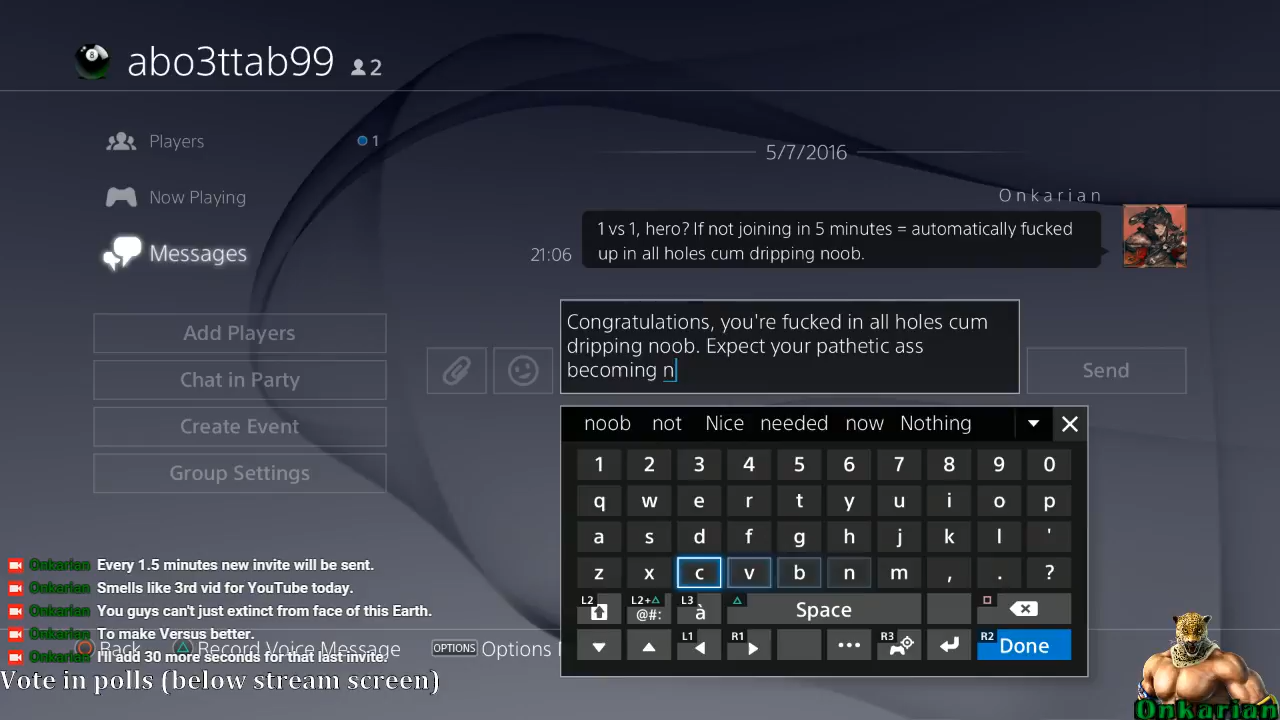 abo3ttab99 2
Players 1
5/7/2016
Onkarian
Now Playing
1 vs 1, hero? If not joining in 5 minutes = automatically fucked
up in all holes cum dripping noob.
21:06
Messages
Add Players
Chat in Party
Create Event
Group Settings
Congratulations, you're fucked in all holes cum
dripping noob. Expect your pathetic ass
becoming n
Send
noob not Nice needed now Nothing
1 2 3 4 5 6 7 8 9 0
q w e r t y u i o p
a s d f g h j k l '
z x c v b n m , . ?
L2 L2+△ @#: L3 à △ Space □
L1 R1 ... R3 R2 Done
Onkarian Every 1.5 minutes new invite will be sent.
Onkarian Smells like 3rd vid for YouTube today.
Onkarian You guys can't just extinct from face of this Earth.
Onkarian To make Versus better.
Onkarian I'll add 30 more seconds for that last invite.
Back Record Voice Message OPTIONS Options
Vote in polls (below stream screen)
Onkarian